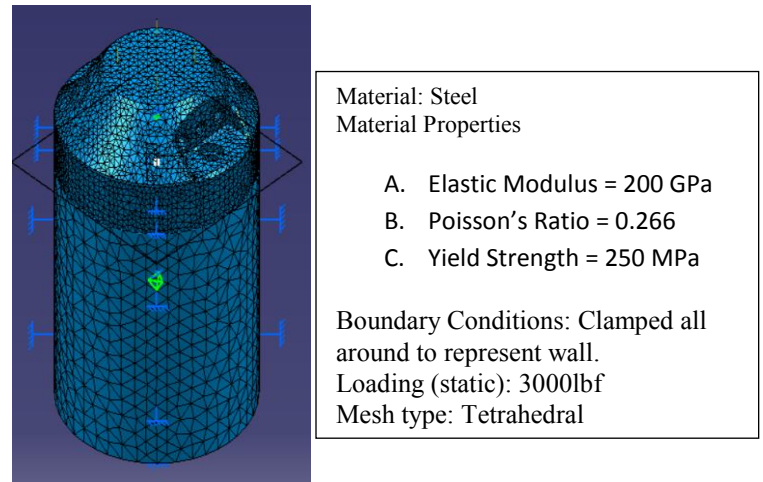 Material: Steel
Material Properties
A. Elastic Modulus = 200 GPa
B. Poisson’s Ratio = 0.266
C. Yield Strength = 250 MPa
Boundary Conditions: Clamped all
around to represent wall.
Loading (static): 3000lbf
Mesh type: Tetrahedral